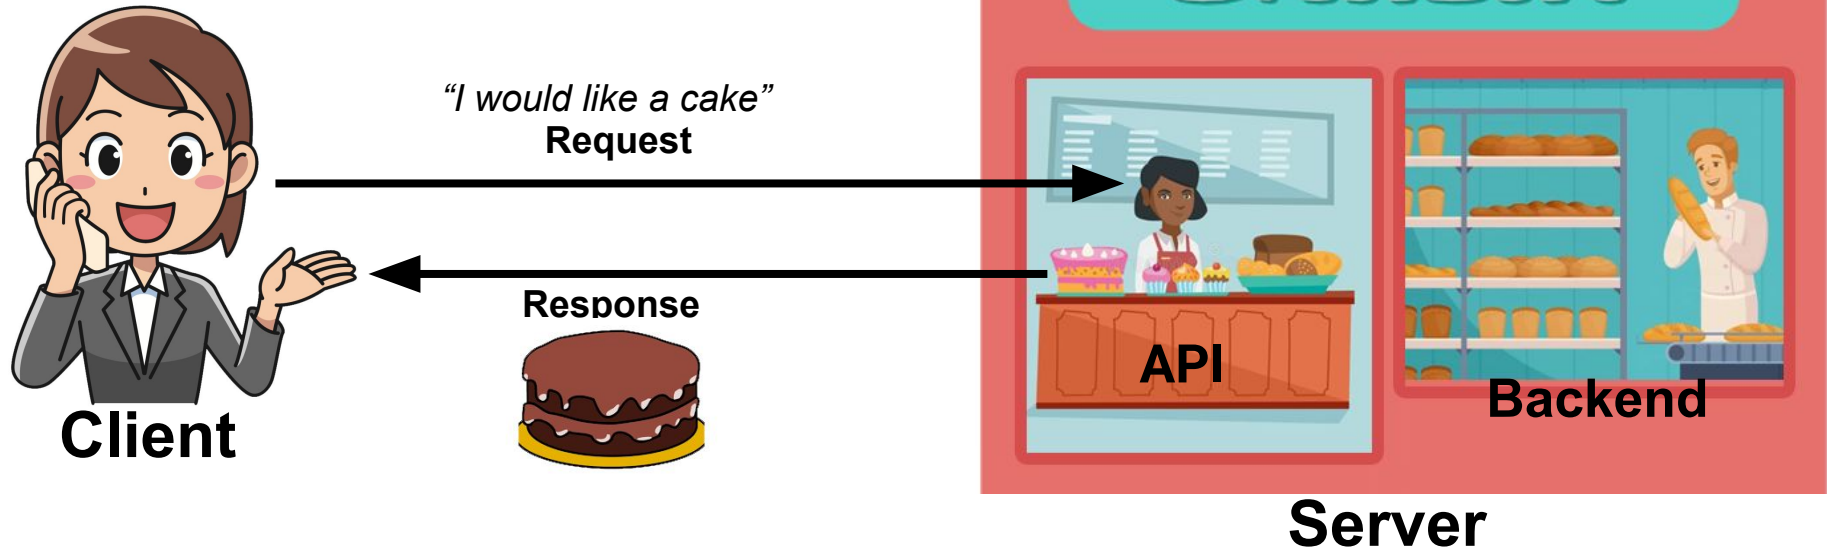 “I would like a cake”
Request
Response
Client
API
Backend
Server